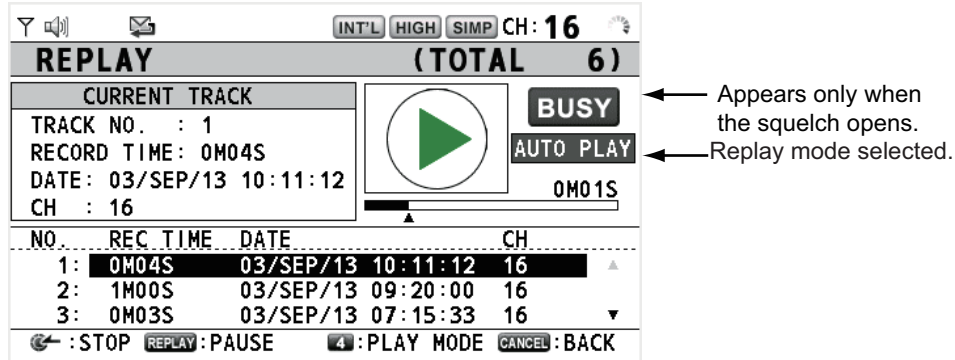 INT'L HIGH SIMP CH: 16
REPLAY (TOTAL 6)
CURRENT TRACK
TRACK NO. : 1
RECORD TIME: 0M04S
DATE: 03/SEP/13 10:11:12
CH : 16
BUSY
AUTO PLAY
0M01S
Appears only when
the squelch opens.
Replay mode selected.
NO. REC TIME DATE CH
1: 0M04S 03/SEP/13 10:11:12 16
2: 1M00S 03/SEP/13 09:20:00 16
3: 0M03S 03/SEP/13 07:15:33 16
:STOP REPLAY:PAUSE 4:PLAY MODE CANCEL:BACK